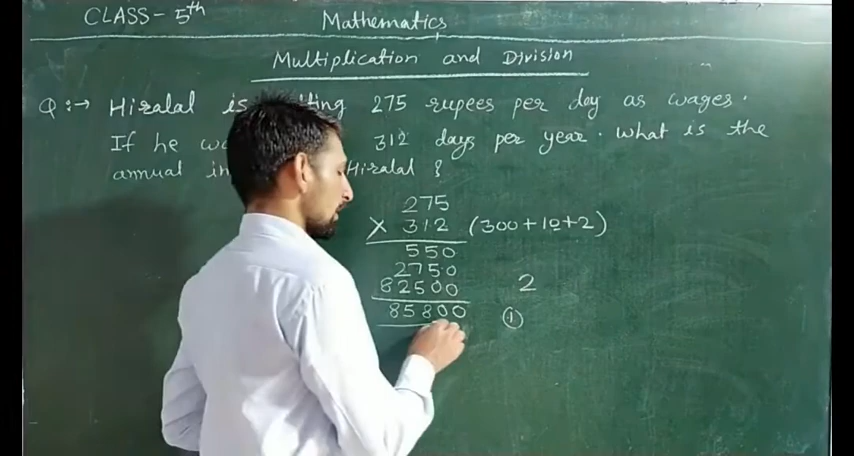 CLASS - 5th Mathematics
Multiplication and Division
Q:→ Hiralal is 275 rupees per day as wages.
If he 312 days per year. what is the
annual Hiralal ?
275
× 312 (300+10+2)
550
2750
82500 2
85800 1